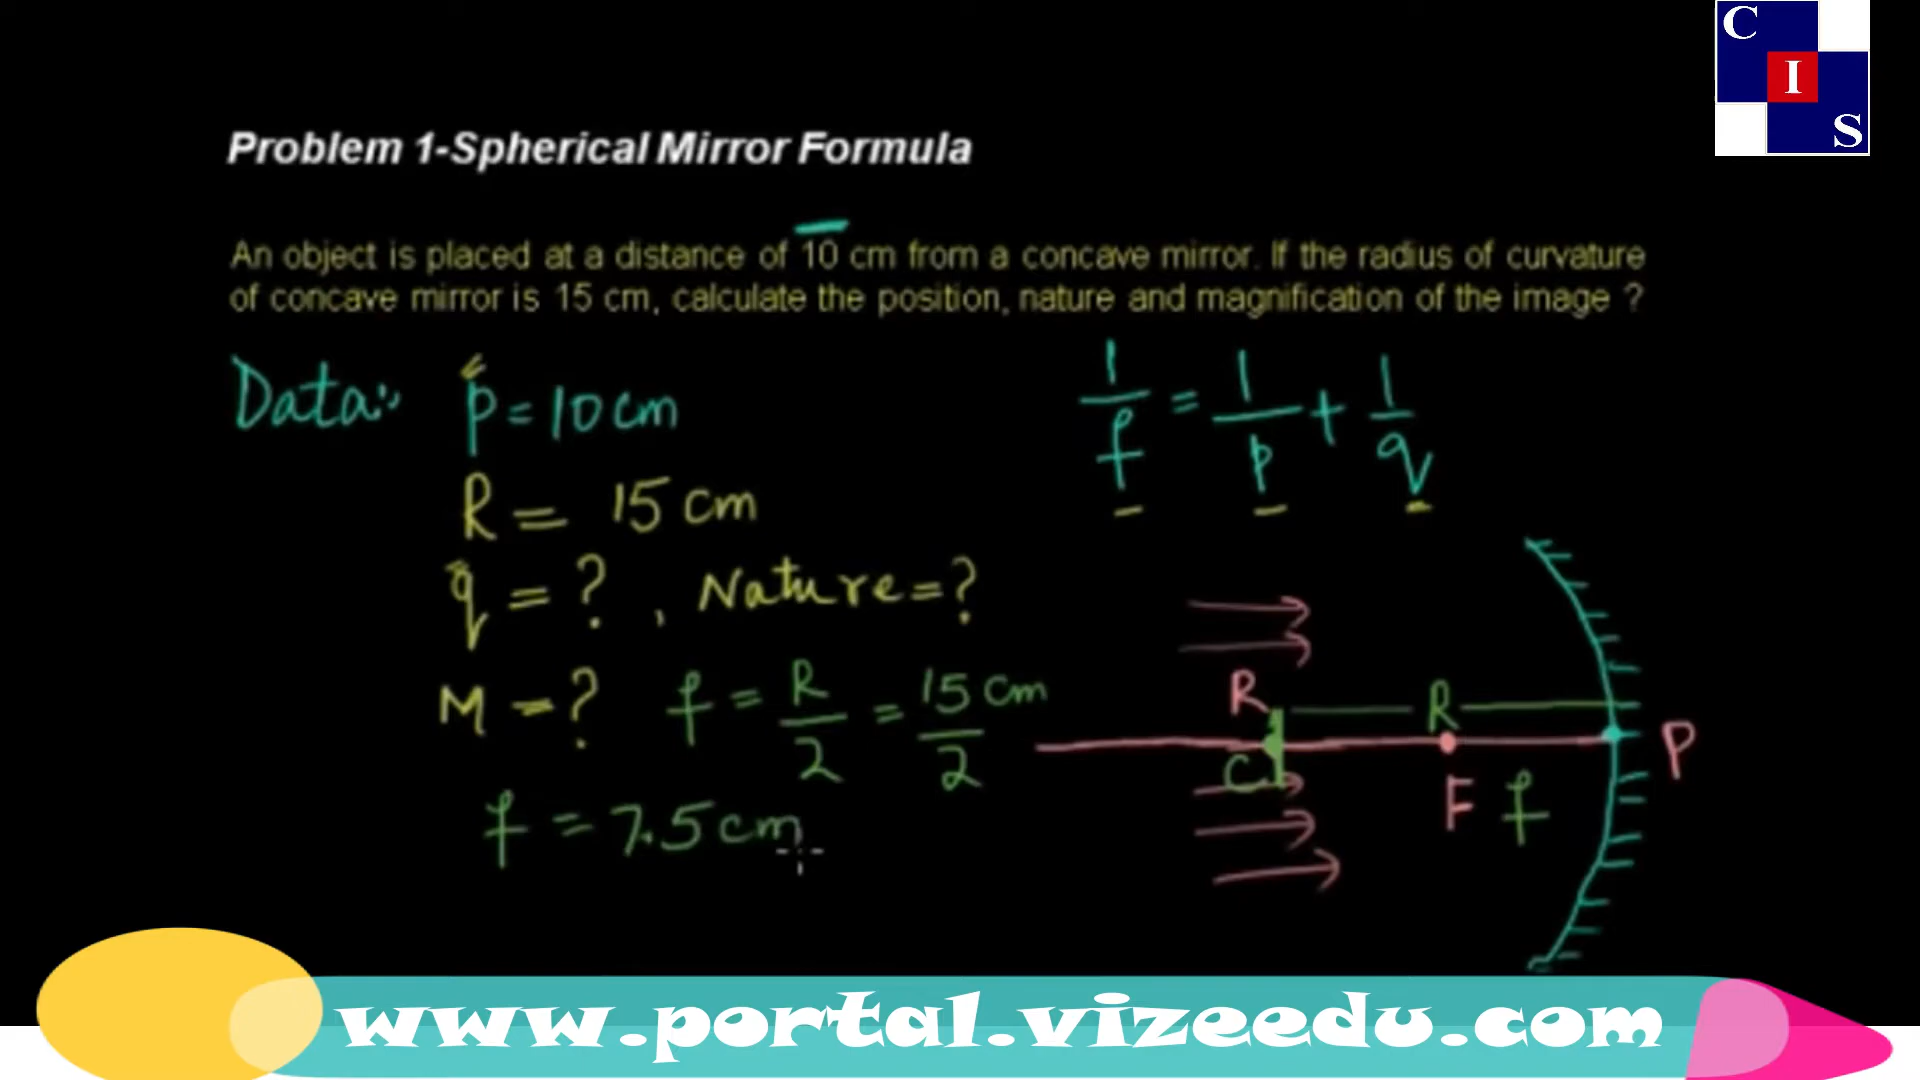 C
I
S
Problem 1-Spherical Mirror Formula
An object is placed at a distance of 10 cm from a concave mirror. If the radius of curvature
of concave mirror is 15 cm, calculate the position, nature and magnification of the image ?
Data:, p = 10 cm
1/f = 1/p + 1/q
R = 15 cm
q = ? , Nature = ?
M = ? f = R/2 = 15 cm/2
f = 7.5 cm
R R
P
C F f
www.portal.vizeedu.com